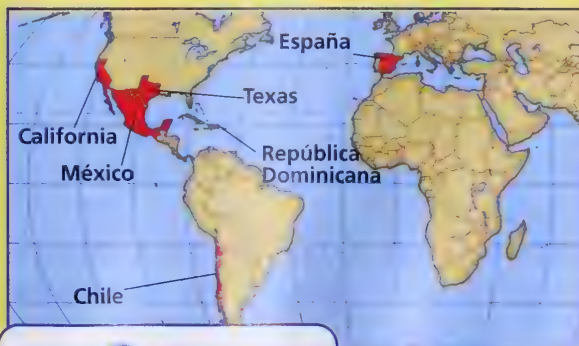 España
Texas
California
México
República
Dominicana
Chile